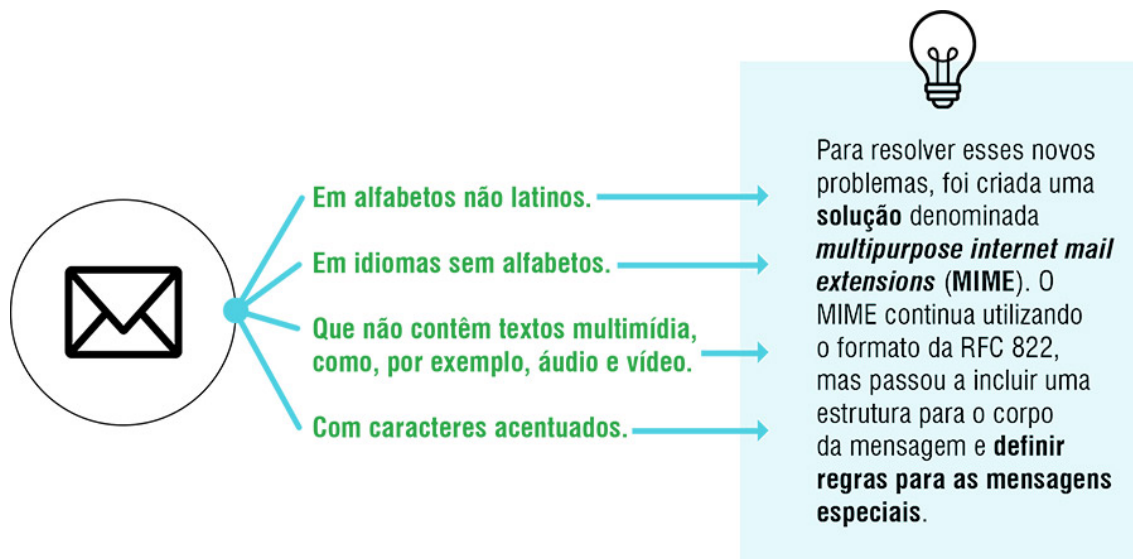 Em alfabetos não latinos.
Em idiomas sem alfabetos.
Que não contêm textos multimídia,
como, por exemplo, áudio e vídeo.
Com caracteres acentuados.
Para resolver esses novos
problemas, foi criada uma
solução denominada
multipurpose internet mail
extensions (MIME). O
MIME continua utilizando
o formato da RFC 822,
mas passou a incluir uma
estrutura para o corpo
da mensagem e definir
regras para as mensagens
especiais.